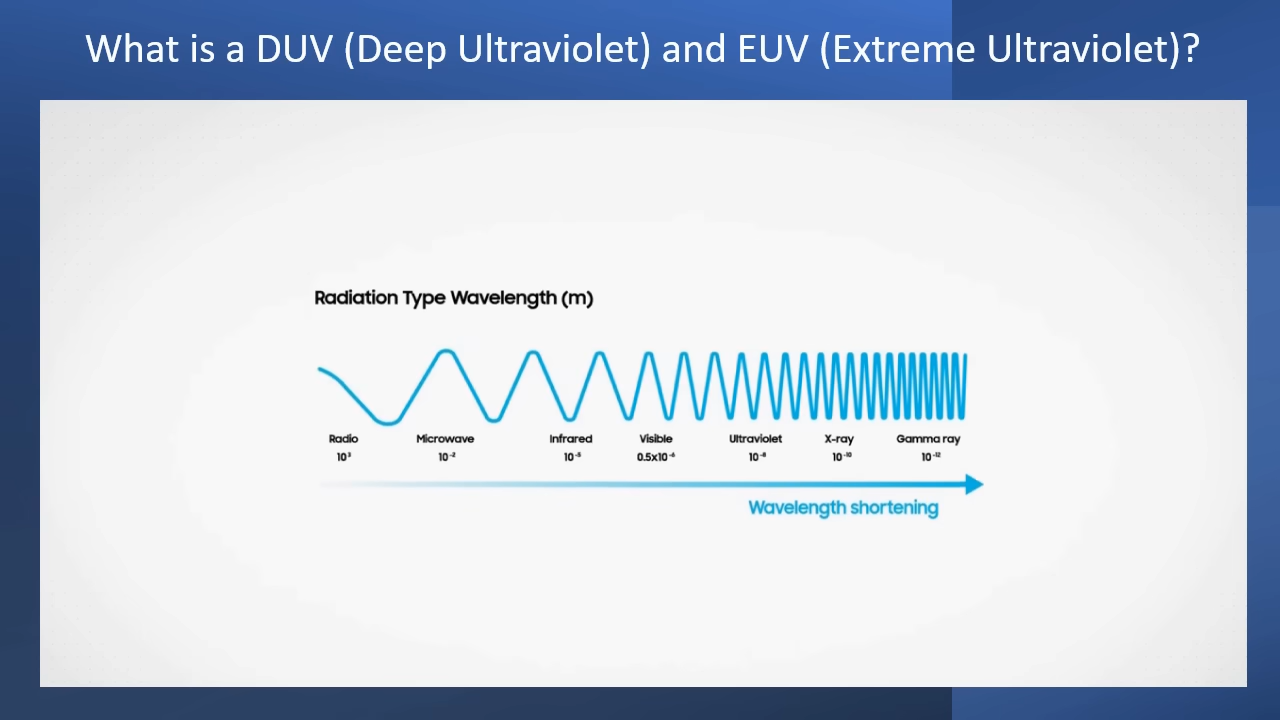 What is a DUV (Deep Ultraviolet) and EUV (Extreme Ultraviolet)?
Radiation Type Wavelength (m)
Radio Microwave Infrared Visible Ultraviolet X-ray Gamma ray
10³ 10⁻² 10⁻⁵ 0.5x10⁻⁶ 10⁻⁸ 10⁻¹⁰ 10⁻¹²
Wavelength shortening